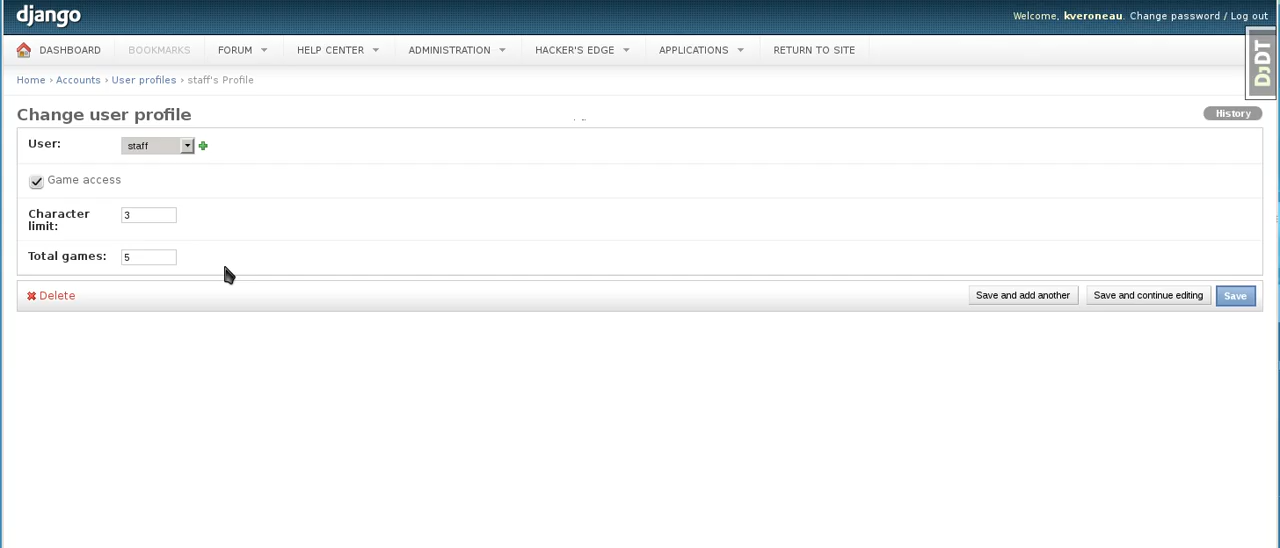 django
Welcome, kveroneau. Change password / Log out
DASHBOARD BOOKMARKS FORUM HELP CENTER ADMINISTRATION HACKER'S EDGE APPLICATIONS RETURN TO SITE
DJDT
Home › Accounts › User profiles › staff's Profile
Change user profile
History
User: staff
Game access
Character
limit: 3
Total games: 5
Delete
Save and add another Save and continue editing Save